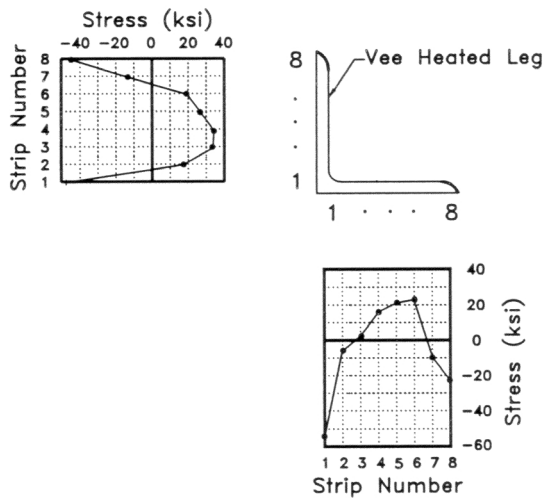 Stress (ksi)
-40 -20 0 20 40
8
7
6
5
4
3
2
1
Strip Number
Vee Heated Leg
8
.
.
.
1
1 . . . 8
40
20
0
-20
-40
-60
Stress (ksi)
1 2 3 4 5 6 7 8
Strip Number